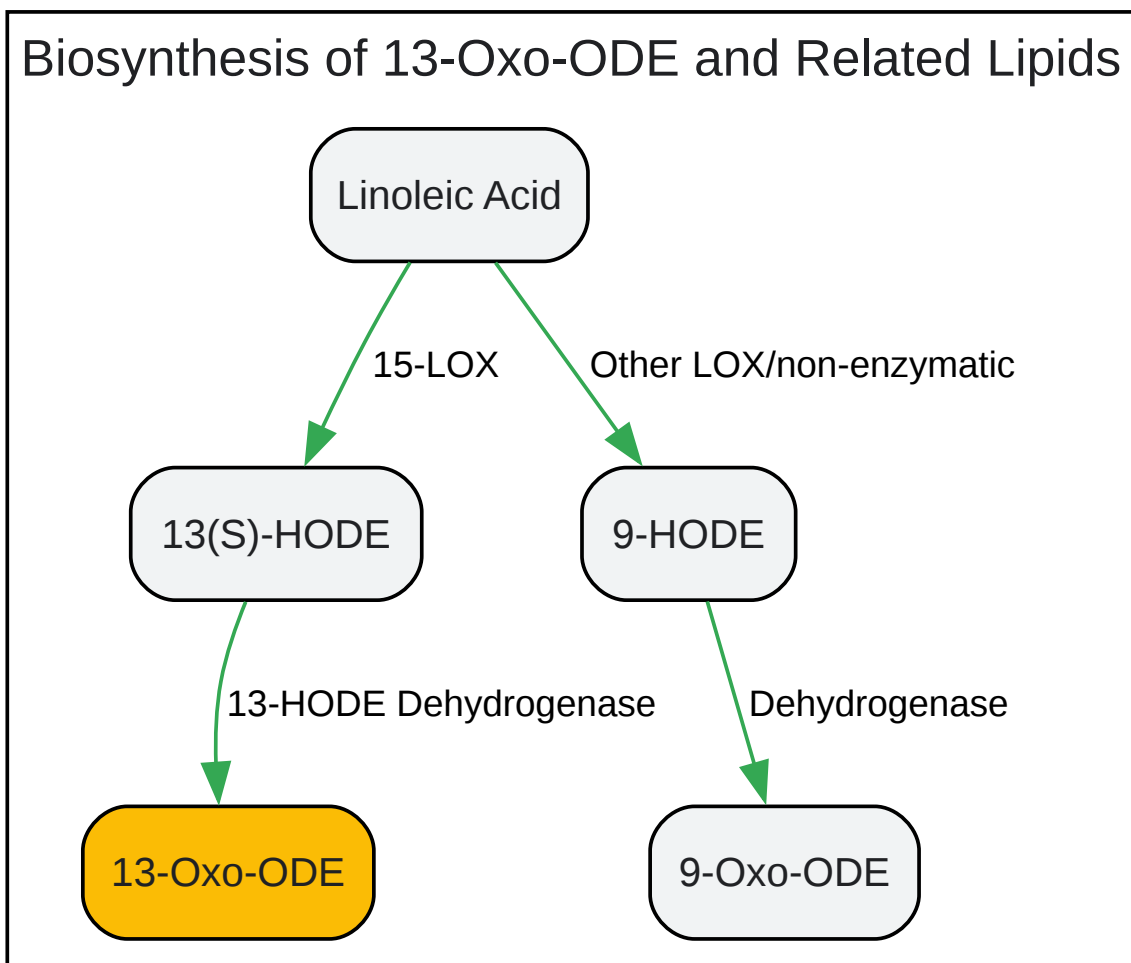 Biosynthesis of 13-Oxo-ODE and Related Lipids
Linoleic Acid
15-LOX
Other LOX/non-enzymatic
13(S)-HODE
9-HODE
13-HODE Dehydrogenase
Dehydrogenase
13-Oxo-ODE
9-Oxo-ODE